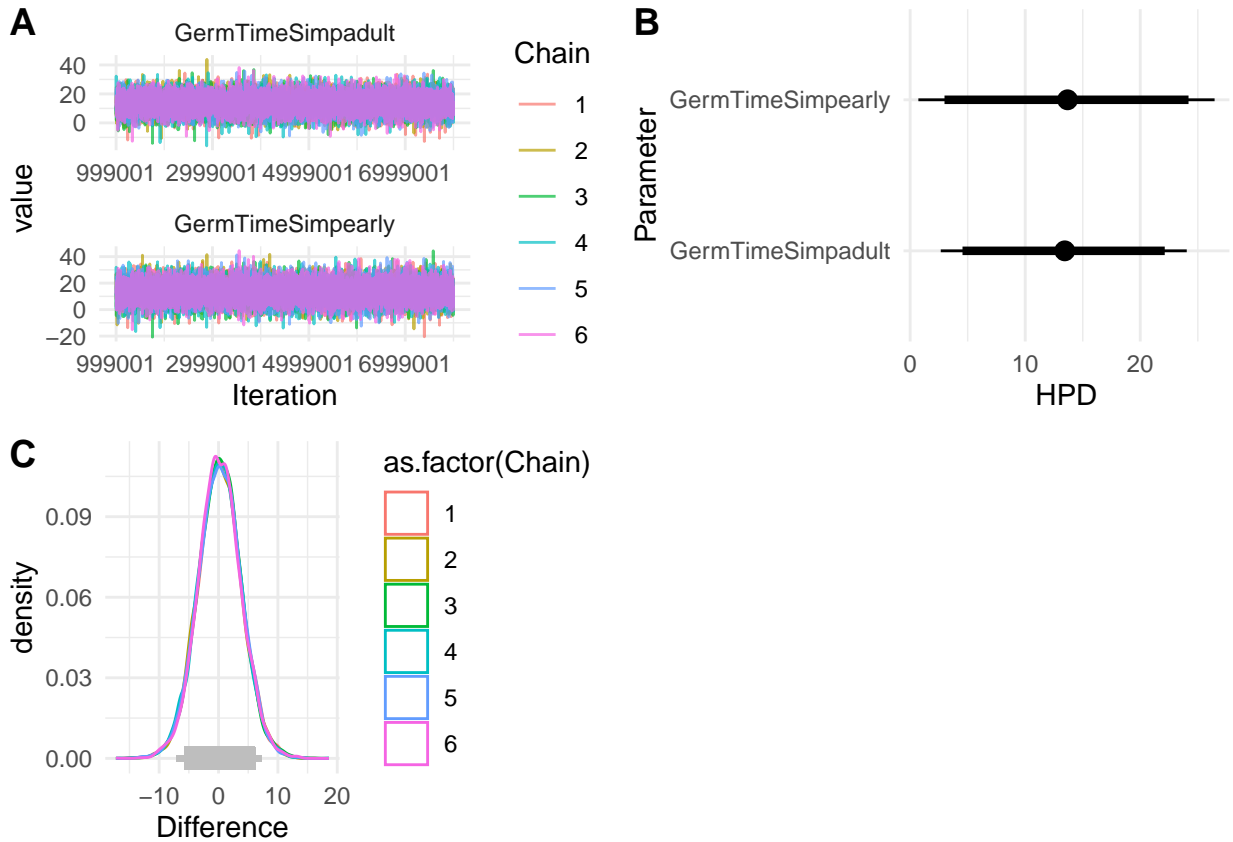 A
GermTimeSimpadult
40
20
0
999001 2999001 4999001 6999001
GermTimeSimpearly
40
20
0
−20
999001 2999001 4999001 6999001
value
Iteration
Chain
1
2
3
4
5
6
B
Parameter
GermTimeSimpearly
GermTimeSimpadult
0 10 20
HPD
C
density
0.09
0.06
0.03
0.00
−10 0 10 20
Difference
as.factor(Chain)
1
2
3
4
5
6